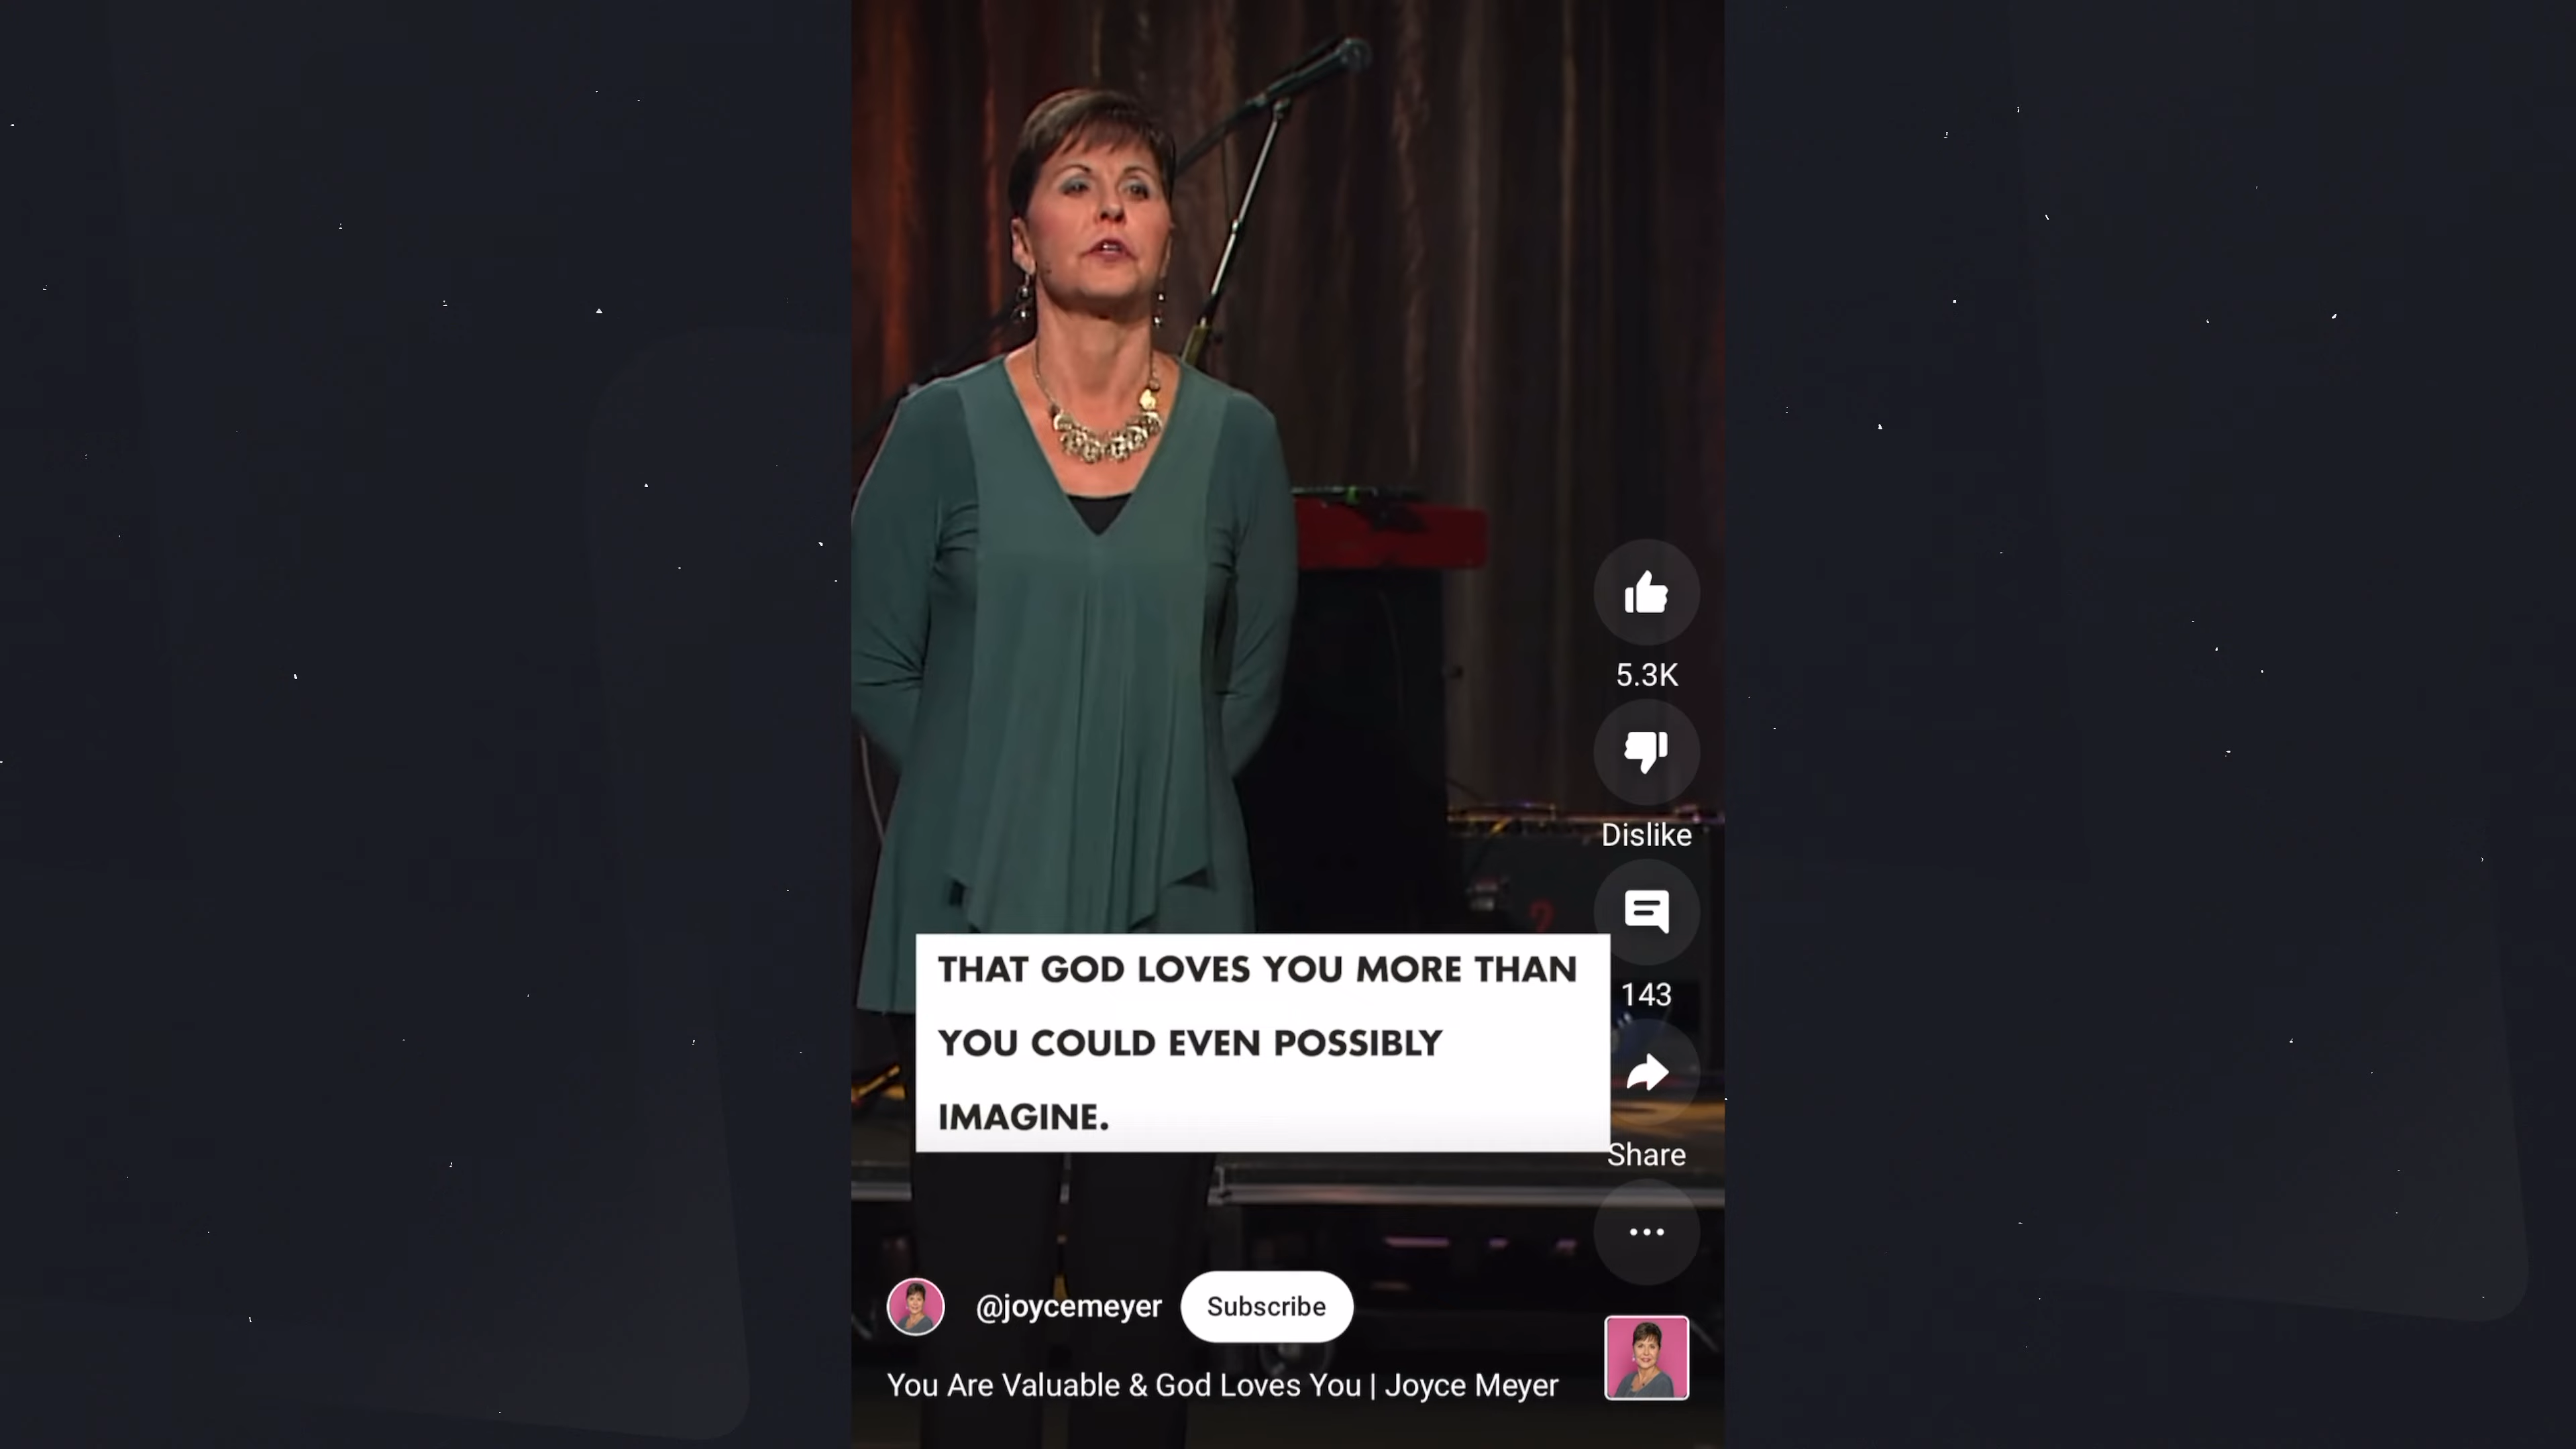 5.3K
Dislike
THAT GOD LOVES YOU MORE THAN
YOU COULD EVEN POSSIBLY
IMAGINE.
143
Share
@joycemeyer
Subscribe
You Are Valuable & God Loves You | Joyce Meyer